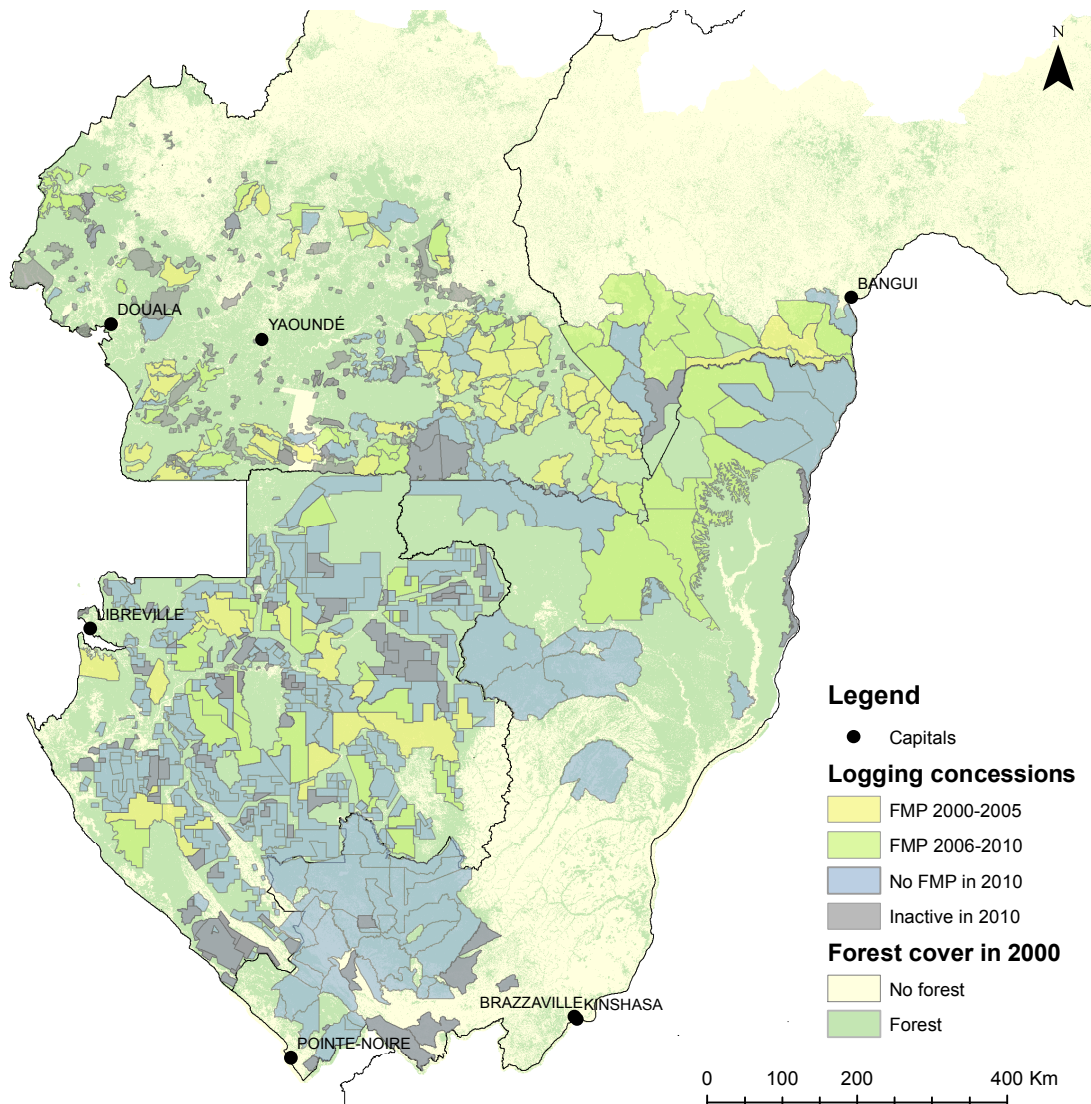 N
BANGUI
DOUALA
YAOUNDÉ
LIBREVILLE
Legend
Capitals
Logging concessions
FMP 2000-2005
FMP 2006-2010
No FMP in 2010
Inactive in 2010
Forest cover in 2000
No forest
Forest
BRAZZAVILLE KINSHASA
POINTE-NOIRE
0 100 200 400 Km